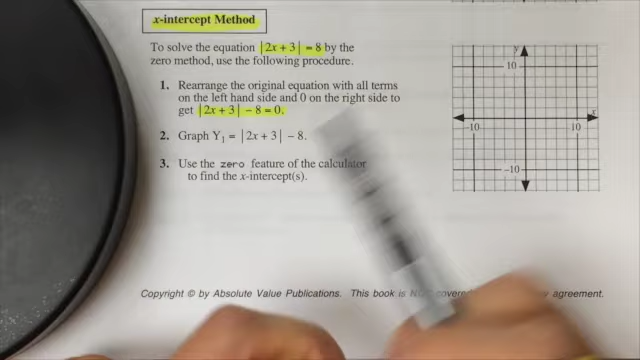 x-intercept Method
To solve the equation |2x + 3| = 8 by the
zero method, use the following procedure.
1. Rearrange the original equation with all terms
on the left hand side and 0 on the right side to
get |2x + 3| − 8 = 0.
2. Graph Y₁ = |2x + 3| − 8.
3. Use the zero feature of the calculator
to find the x-intercept(s).
y
10
x
−10 10
−10
Copyright © by Absolute Value Publications. This book is NOT covered agreement.